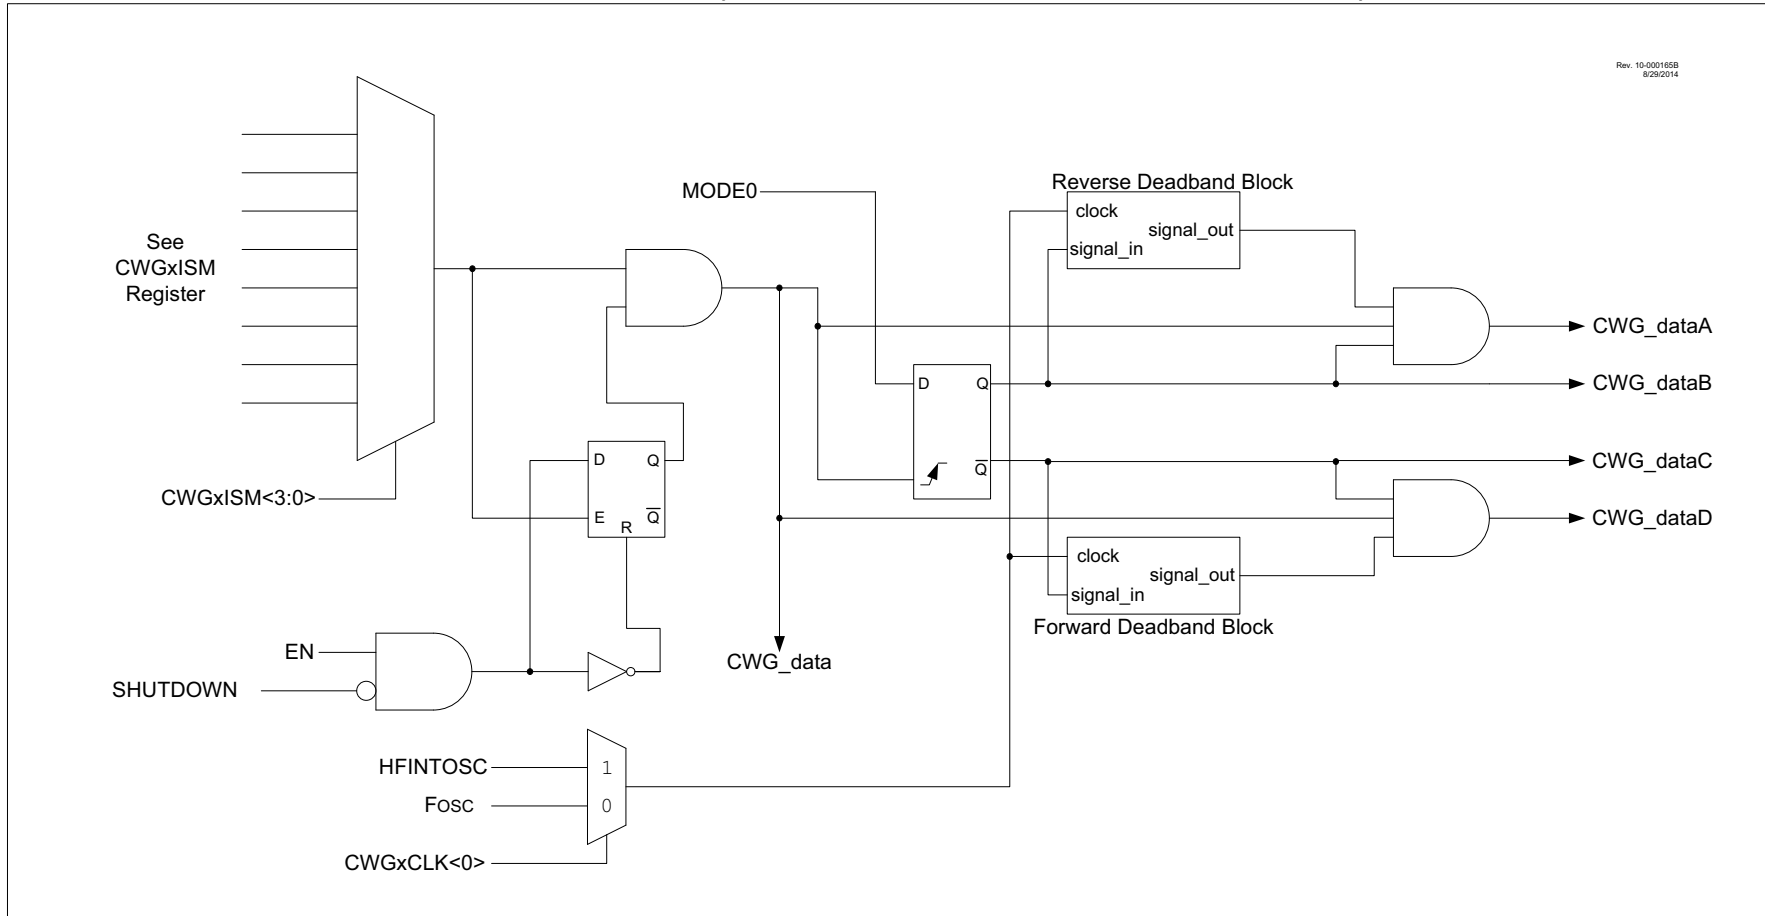 Rev. 10-000165B
8/29/2014
See
CWGxISM
Register
CWGxISM<3:0>
MODE0
Reverse Deadband Block
clock
signal_in
signal_out
CWG_dataA
D
Q
Q
CWG_dataB
CWG_dataC
CWG_dataD
D
Q
E
R
Q
clock
signal_in
signal_out
Forward Deadband Block
EN
SHUTDOWN
CWG_data
HFINTOSC
1
FOSC
0
CWGxCLK<0>